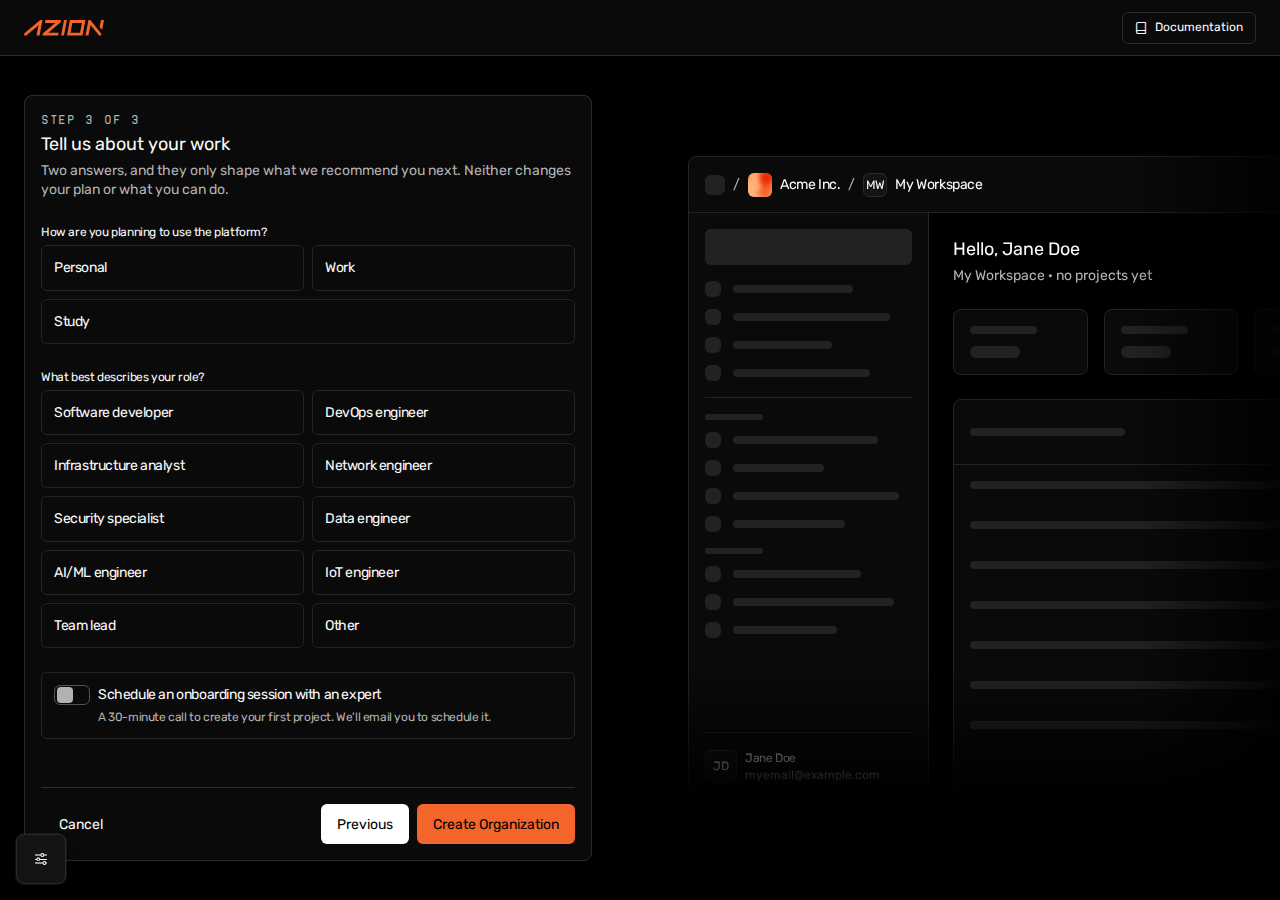 AZION
Documentation
STEP 3 OF 3
Tell us about your work
Two answers, and they only shape what we recommend you next. Neither changes
your plan or what you can do.
How are you planning to use the platform?
Personal
Work
Study
What best describes your role?
Software developer
DevOps engineer
Infrastructure analyst
Network engineer
Security specialist
Data engineer
AI/ML engineer
IoT engineer
Team lead
Other
Schedule an onboarding session with an expert
A 30-minute call to create your first project. We'll email you to schedule it.
Cancel
Previous
Create Organization
/ Acme Inc. / MW My Workspace
Hello, Jane Doe
My Workspace • no projects yet
JD
Jane Doe
myemail@example.com